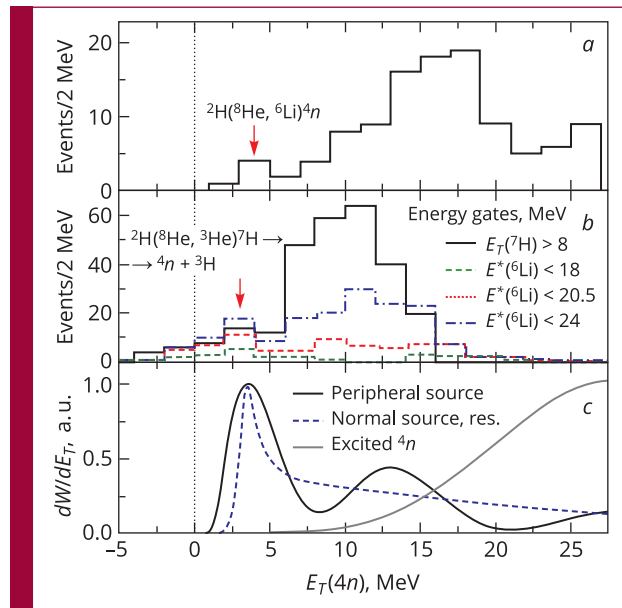 20
10
0
Events/2 MeV
a
²H(⁸He, ⁶Li)⁴n
60
40
20
0
Events/2 MeV
b
²H(⁸He, ³He)⁷H →
→ ⁴n + ³H
Energy gates, MeV
E_T(⁷H) > 8
E*(⁶Li) < 18
E*(⁶Li) < 20.5
E*(⁶Li) < 24
1.0
0.5
0.0
dW/dE_T, a.u.
c
Peripheral source
Normal source, res.
Excited ⁴n
−5 0 5 10 15 20 25
E_T(4n), MeV